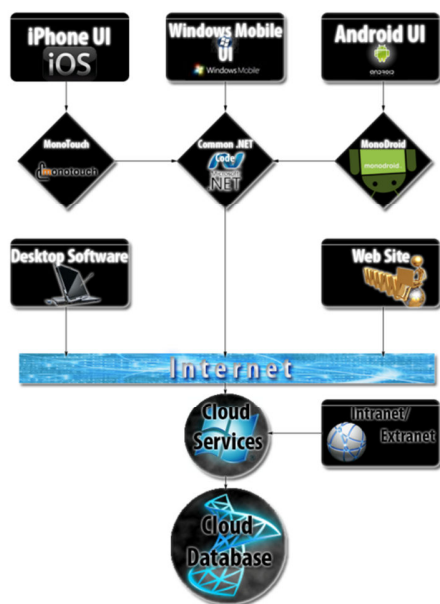 iPhone UI
iOS
Windows Mobile
UI
Windows Mobile
Android UI
android
MonoTouch
monotouch
Common .NET
Code
Microsoft
.NET
MonoDroid
monodroid
Desktop Software
Web Site
Internet
Cloud
Services
Intranet/
Extranet
Cloud
Database